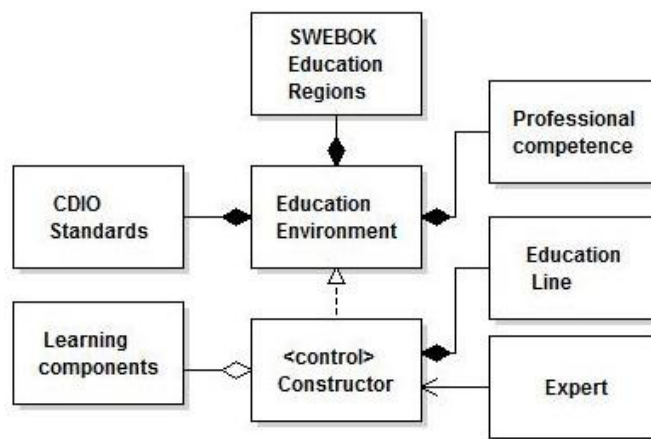 SWEBOK
Education
Regions
Professional
competence
CDIO
Standards
Education
Environment
Education
Line
Learning
components
<control>
Constructor
Expert